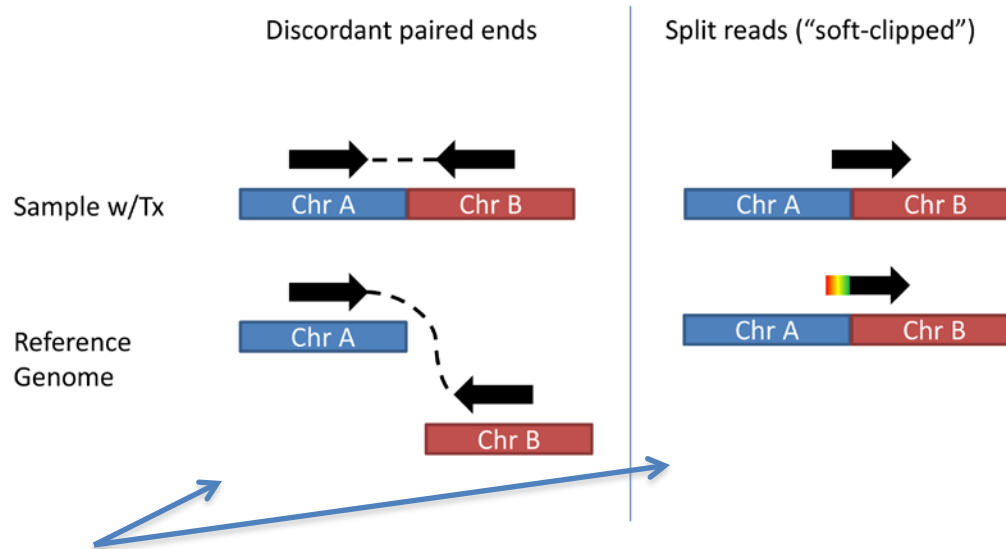 Discordant paired ends
Split reads (“soft-clipped”)
Sample w/Tx
Chr A
Chr B
Chr A
Chr B
Reference
Genome
Chr A
Chr B
Chr A
Chr B